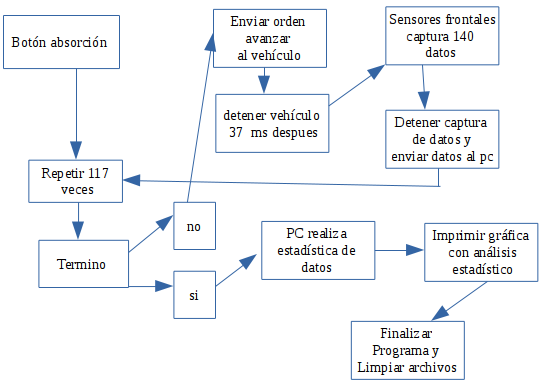 Botón absorción
Enviar orden
avanzar
al vehículo
Sensores frontales
captura 140
datos
detener vehículo
37 ms despues
Detener captura
de datos y
enviar datos al pc
Repetir 117
veces
Termino
no
si
PC realiza
estadística de
datos
Imprimir gráfica
con análisis
estadístico
Finalizar
Programa y
Limpiar archivos